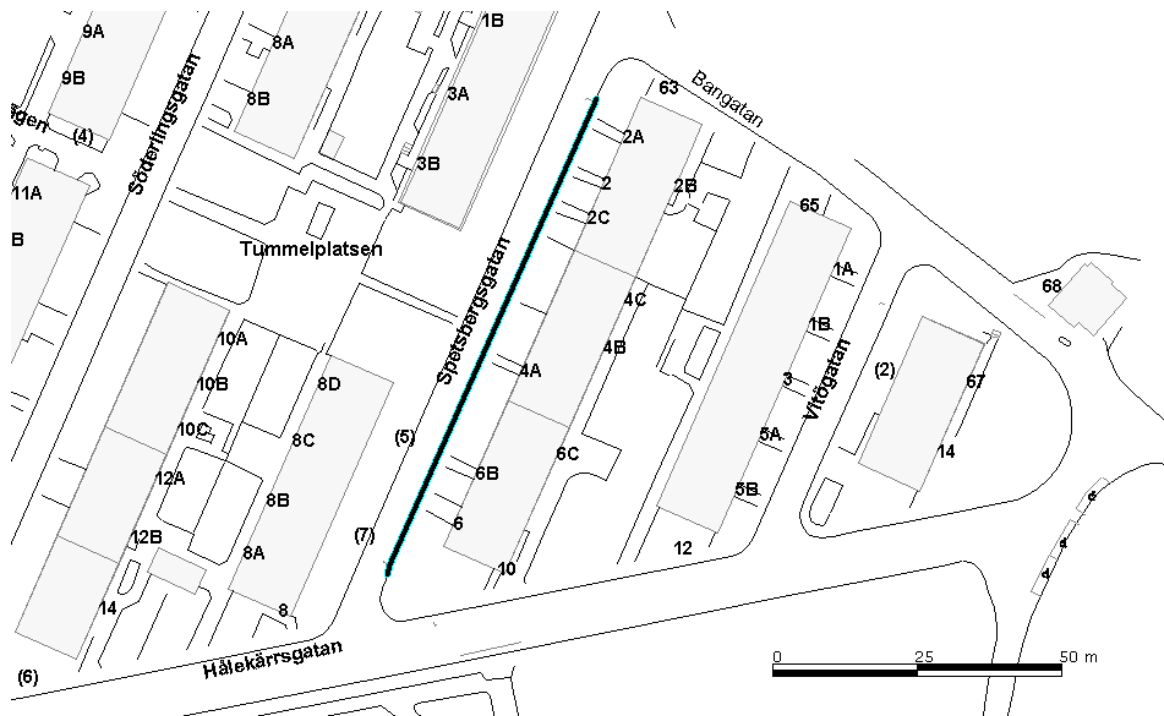 9A
1B
8A
63
Bangatan
9B
3A
8B
ägen
(4)
2A
Söderlingsgatan
3B
2
2B
11A
2C
65
B
Tummelplatsen
1A
68
Spetsbergsgatan
4C
1B
10A
4B
4A
3
Vitögatan
(2)
67
10B
8D
10C
8C
(5)
5A
6C
14
12A
6B
5B
8B
d
6
12B
8A
(7)
12
d
10
d
14
8
Hålekärrsgatan
(6)
0
25
50 m